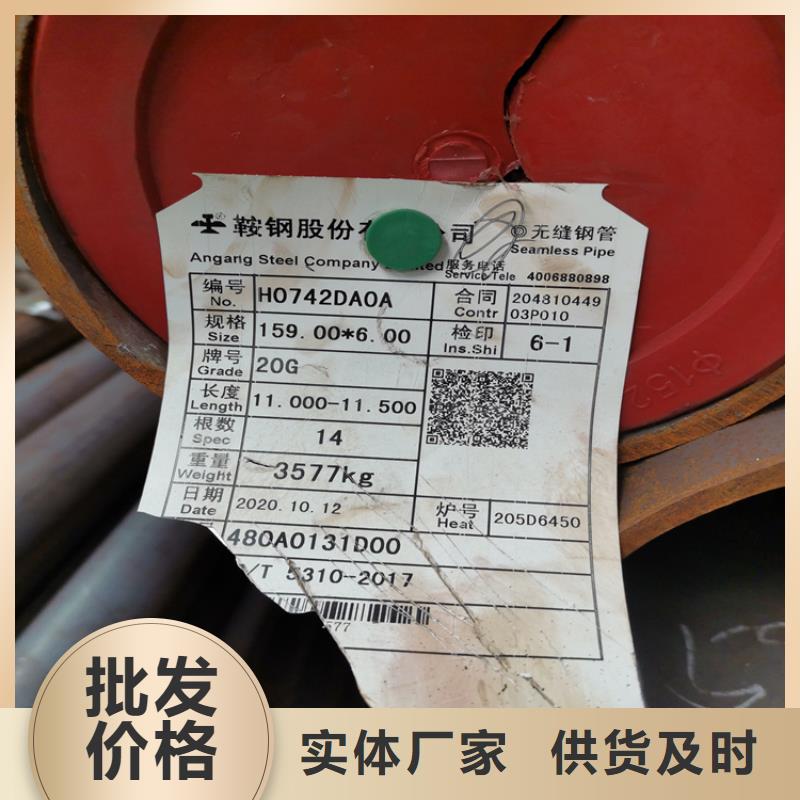 鞍钢股份有 公司
无缝钢管
Seamless Pipe
Angang Steel Company
服务电话
Service Tele 4006880898
编号 No. H0742DA0A
合同 Contr 204810449 03P010
规格 Size 159.00*6.00
检印 Ins.Shi 6-1
牌号 Grade 20G
长度 Length 11.000-11.500
根数 Spec 14
重量 Weight 3577kg
日期 Date 2020.10.12
炉号 Heat 205D6450
480A0131D00
/T 5310-2017
577
φ152
批发
价格
实体厂家 供货及时